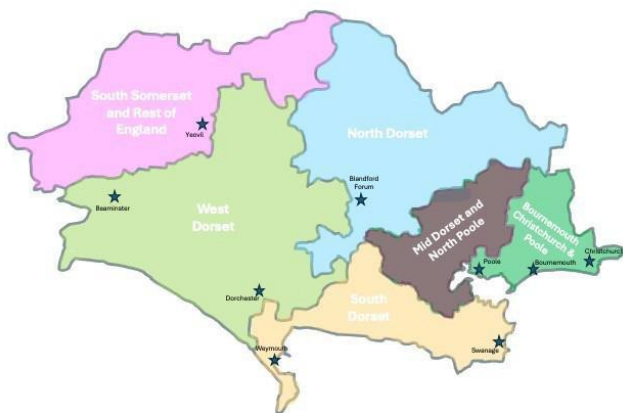 South Somerset
and Rest of
England
Yeovil
North Dorset
Beaminster
Blandford
Forum
West
Dorset
Mid Dorset and
North Poole
Bournemouth
Christchurch &
Poole
Christchurch
Poole
Bournemouth
Dorchester
South
Dorset
Weymouth
Swanage